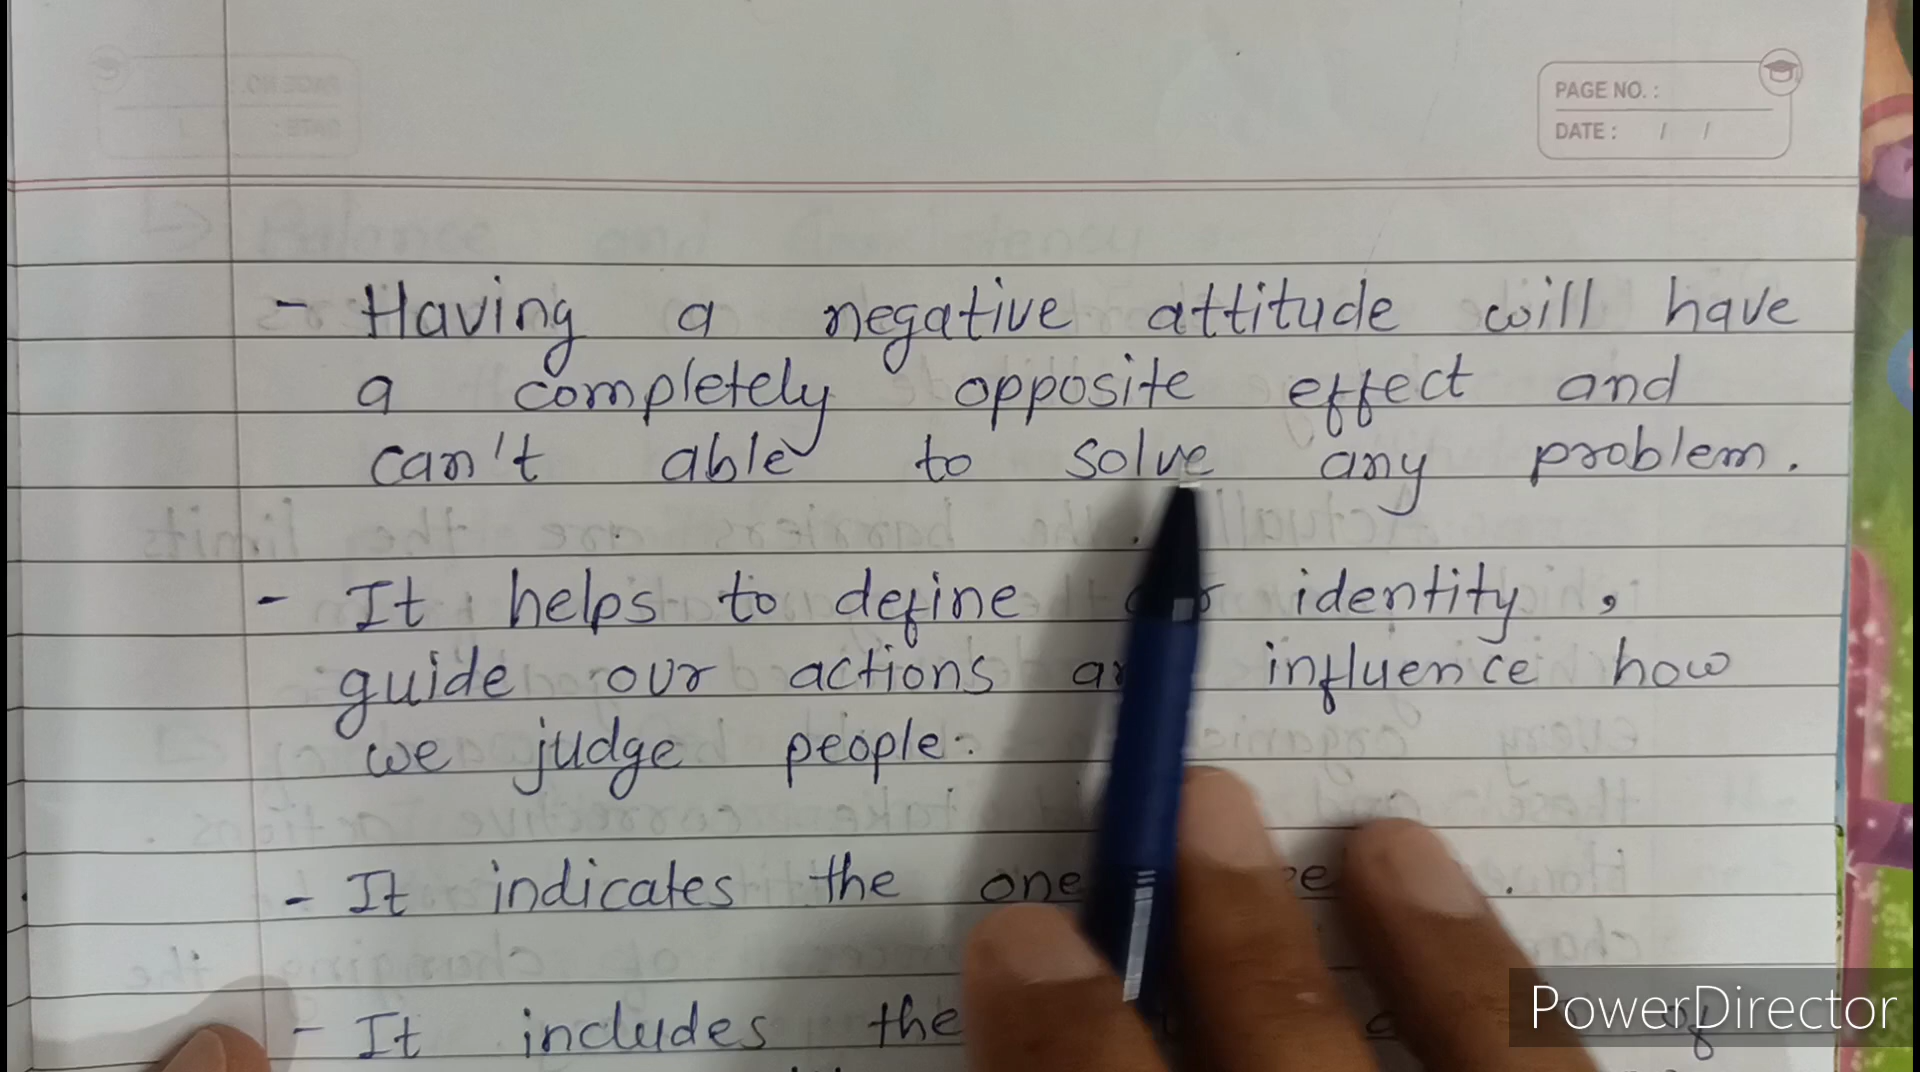 PAGE NO. :
DATE : / /
- Having a negative attitude will have
a completely opposite effect and
can't able to solve any problem.
- It helps to define identity,
guide our actions influence how
we judge people.
- It indicates the one
- It includes the of
PowerDirector